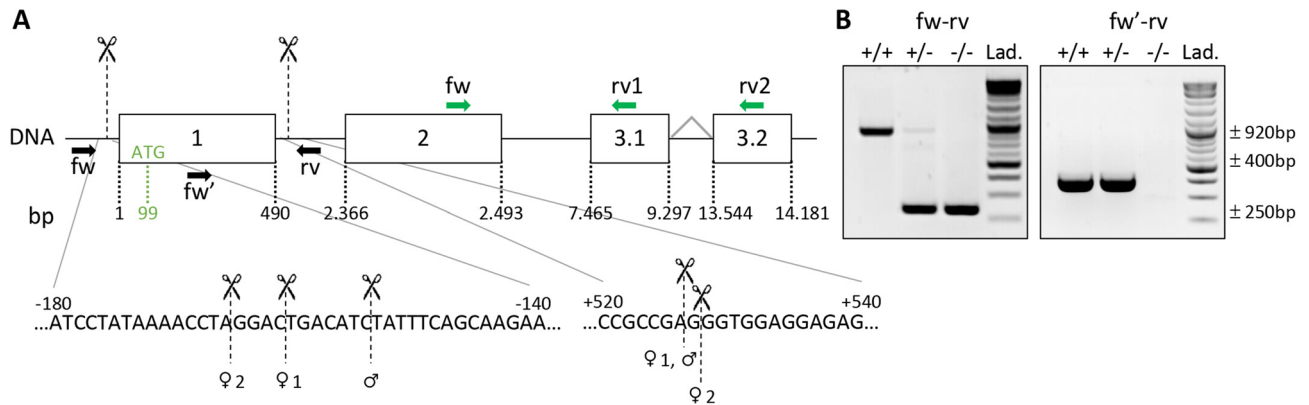 A
B
fw-rv
fw’-rv
+/+ +/- -/- Lad.
+/+ +/- -/- Lad.
fw
rv1
rv2
DNA
1
2
3.1
3.2
ATG
fw
fw’
rv
±920bp
±400bp
±250bp
bp
1
99
490
2.366
2.493
7.465
9.297
13.544
14.181
-180
-140
+520
+540
...ATCCTATAAAACCTAGGACTGACATCTATTTCAGCAAGAA...
...CCGCCGAGGGTGGAGGAGAG...
♀2
♀1
♂
♀1, ♂
♀2